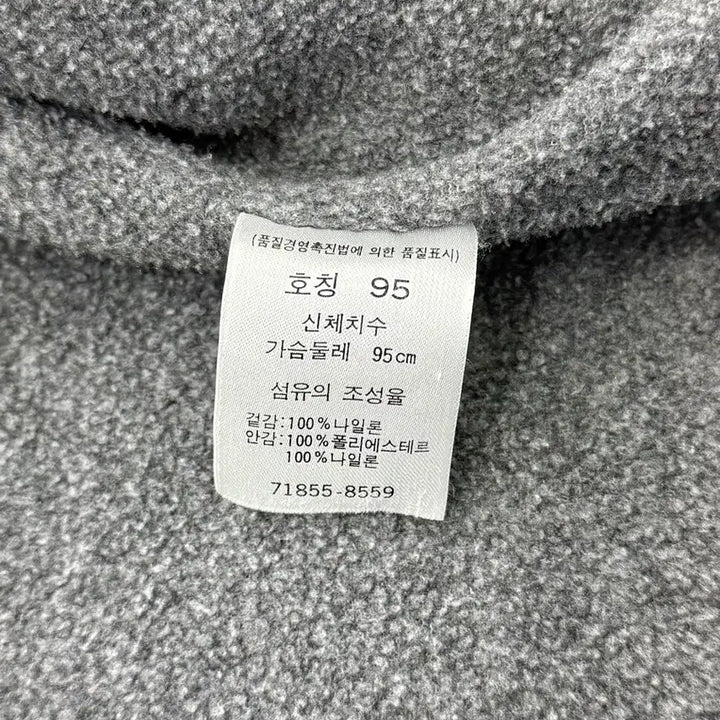 (품질경영촉진법에 의한 품질표시)
호칭 95
신체치수
가슴둘레 95cm
섬유의 조성율
겉감:100%나일론
안감:100%폴리에스테르
100%나일론
71855-8559